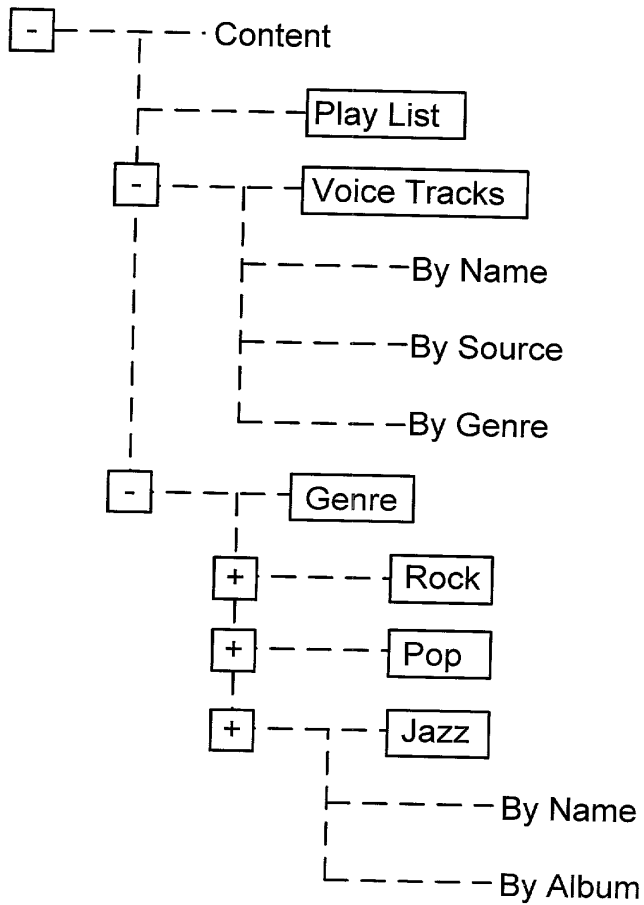 - Content
Play List
- Voice Tracks
By Name
By Source
By Genre
- Genre
+ Rock
+ Pop
+ Jazz
By Name
By Album